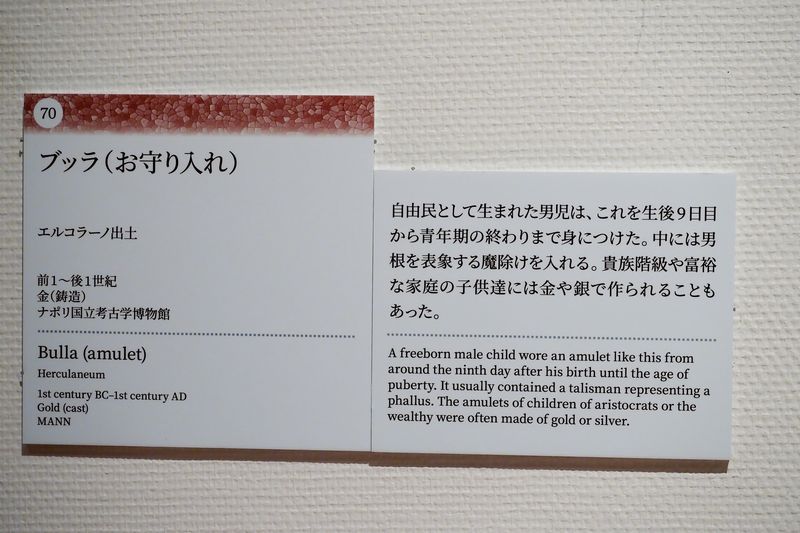 70
ブッラ（お守り入れ）
エルコラーノ出土
前1～後1世紀
金（鋳造）
ナポリ国立考古学博物館
Bulla (amulet)
Herculaneum
1st century BC–1st century AD
Gold (cast)
MANN
自由民として生まれた男児は、これを生後9日目
から青年期の終わりまで身につけた。中には男
根を表象する魔除けを入れる。貴族階級や富裕
な家庭の子供達には金や銀で作られることも
あった。
A freeborn male child wore an amulet like this from
around the ninth day after his birth until the age of
puberty. It usually contained a talisman representing a
phallus. The amulets of children of aristocrats or the
wealthy were often made of gold or silver.